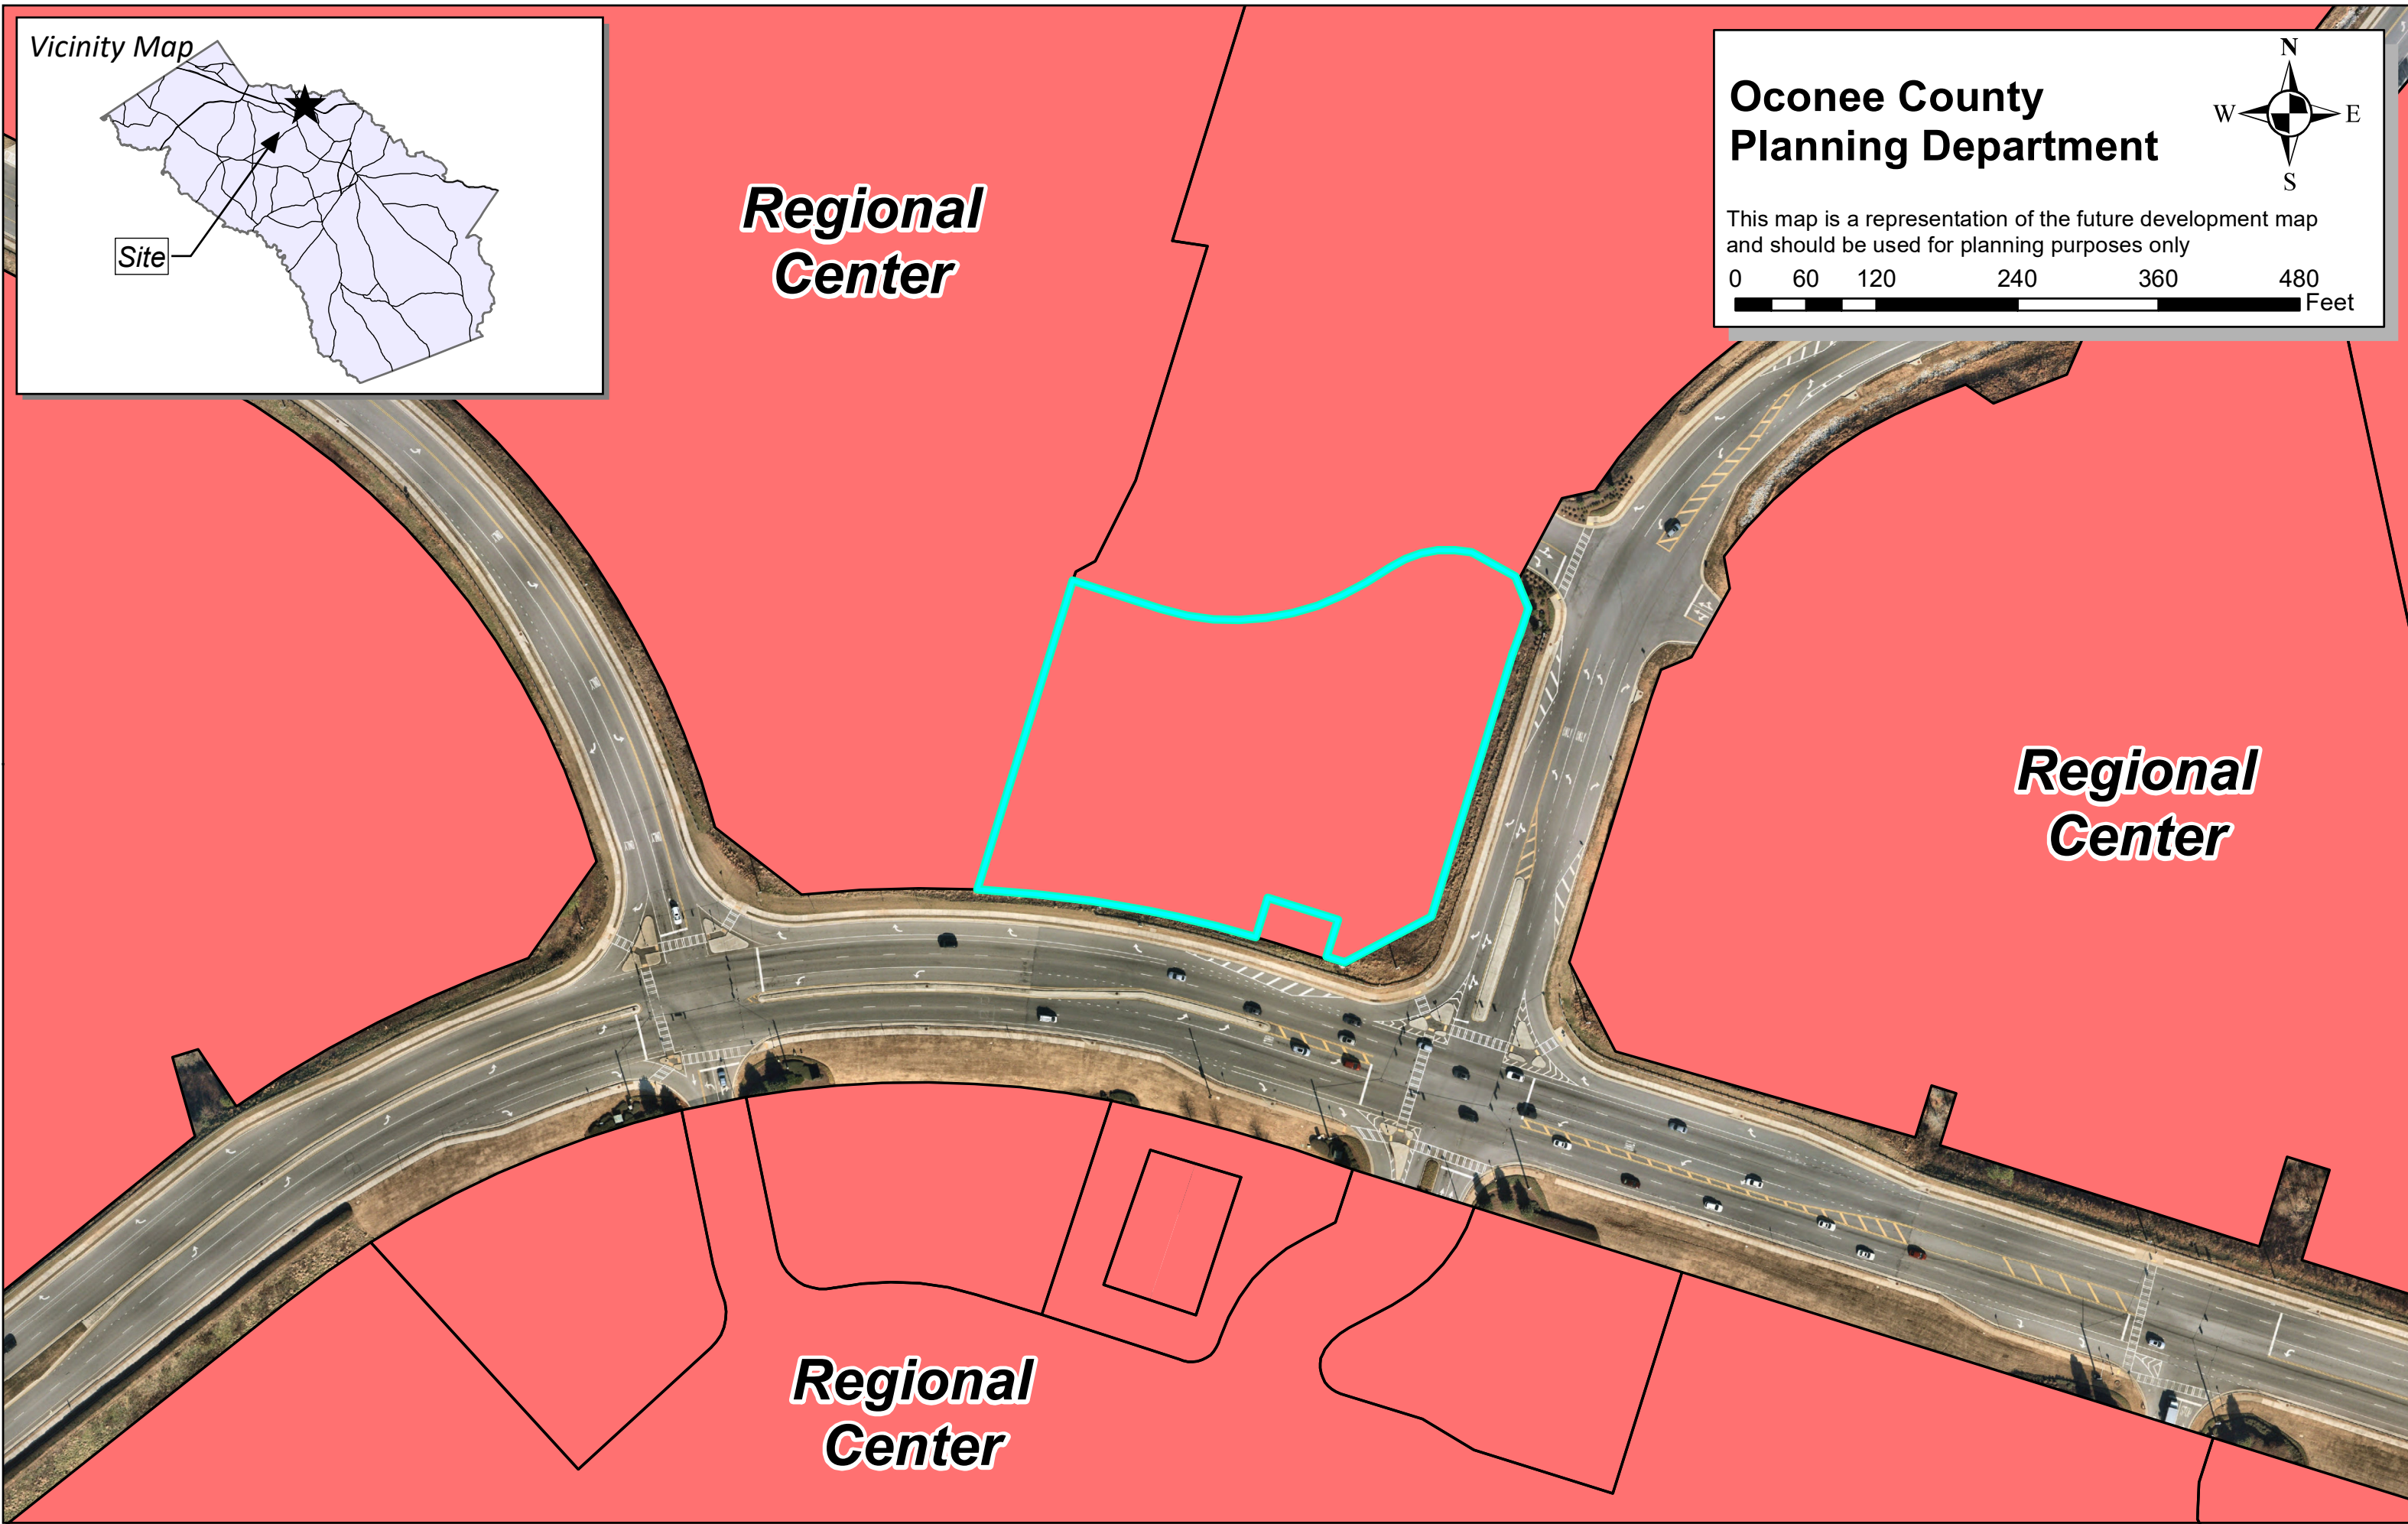 Vicinity Map
Site
Oconee County
Planning Department
N
W
E
S
This map is a representation of the future development map
and should be used for planning purposes only
0 60 120 240 360 480
Feet
Regional
Center
Regional
Center
Regional
Center